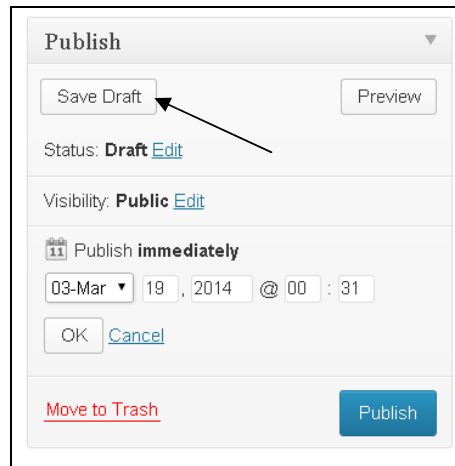 Publish
Save Draft Preview
Status: Draft Edit
Visibility: Public Edit
11 Publish immediately
03-Mar 19 , 2014 @ 00 : 31
OK Cancel
Move to Trash Publish